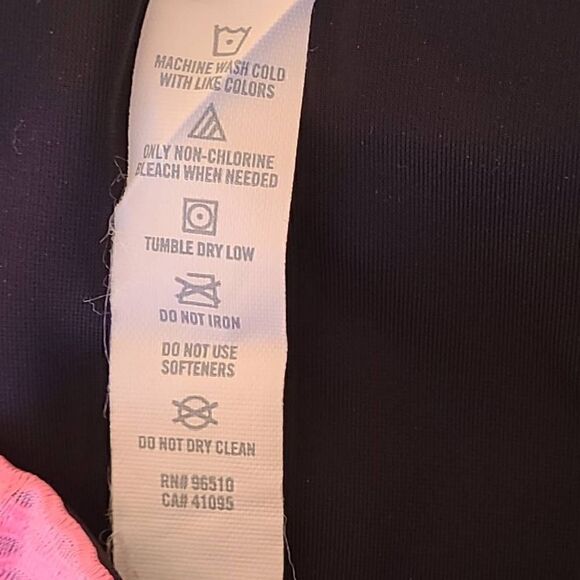 MACHINE WASH COLD
WITH LIKE COLORS
ONLY NON-CHLORINE
BLEACH WHEN NEEDED
TUMBLE DRY LOW
DO NOT IRON
DO NOT USE
SOFTENERS
DO NOT DRY CLEAN
RN# 96510
CA# 41095